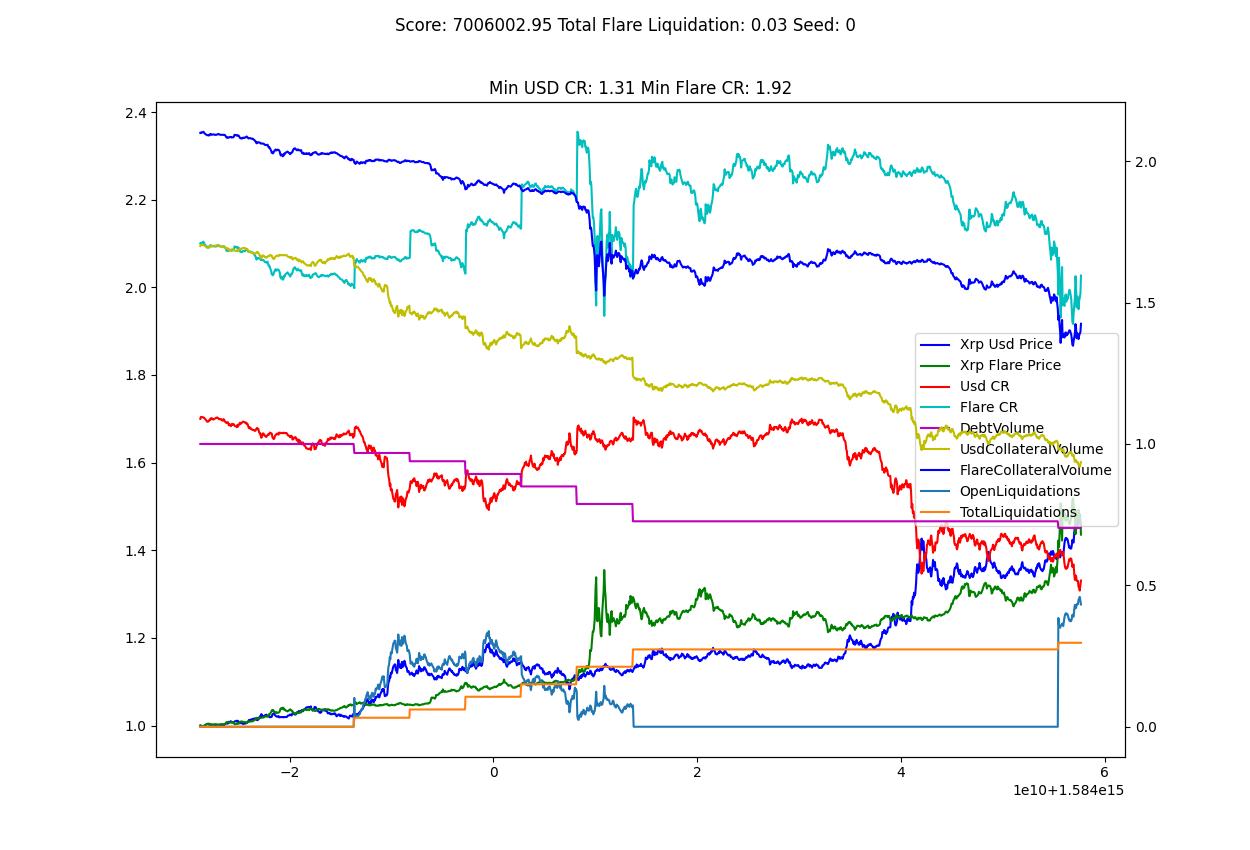 Score: 7006002.95 Total Flare Liquidation: 0.03 Seed: 0
Min USD CR: 1.31 Min Flare CR: 1.92
2.4
2.2
2.0
1.8
1.6
1.4
1.2
1.0
2.0
1.5
1.0
0.5
0.0
Xrp Usd Price
Xrp Flare Price
Usd CR
Flare CR
DebtVolume
UsdCollateralVolume
FlareCollateralVolume
OpenLiquidations
TotalLiquidations
−2
0
2
4
6
1e10+1.584e15